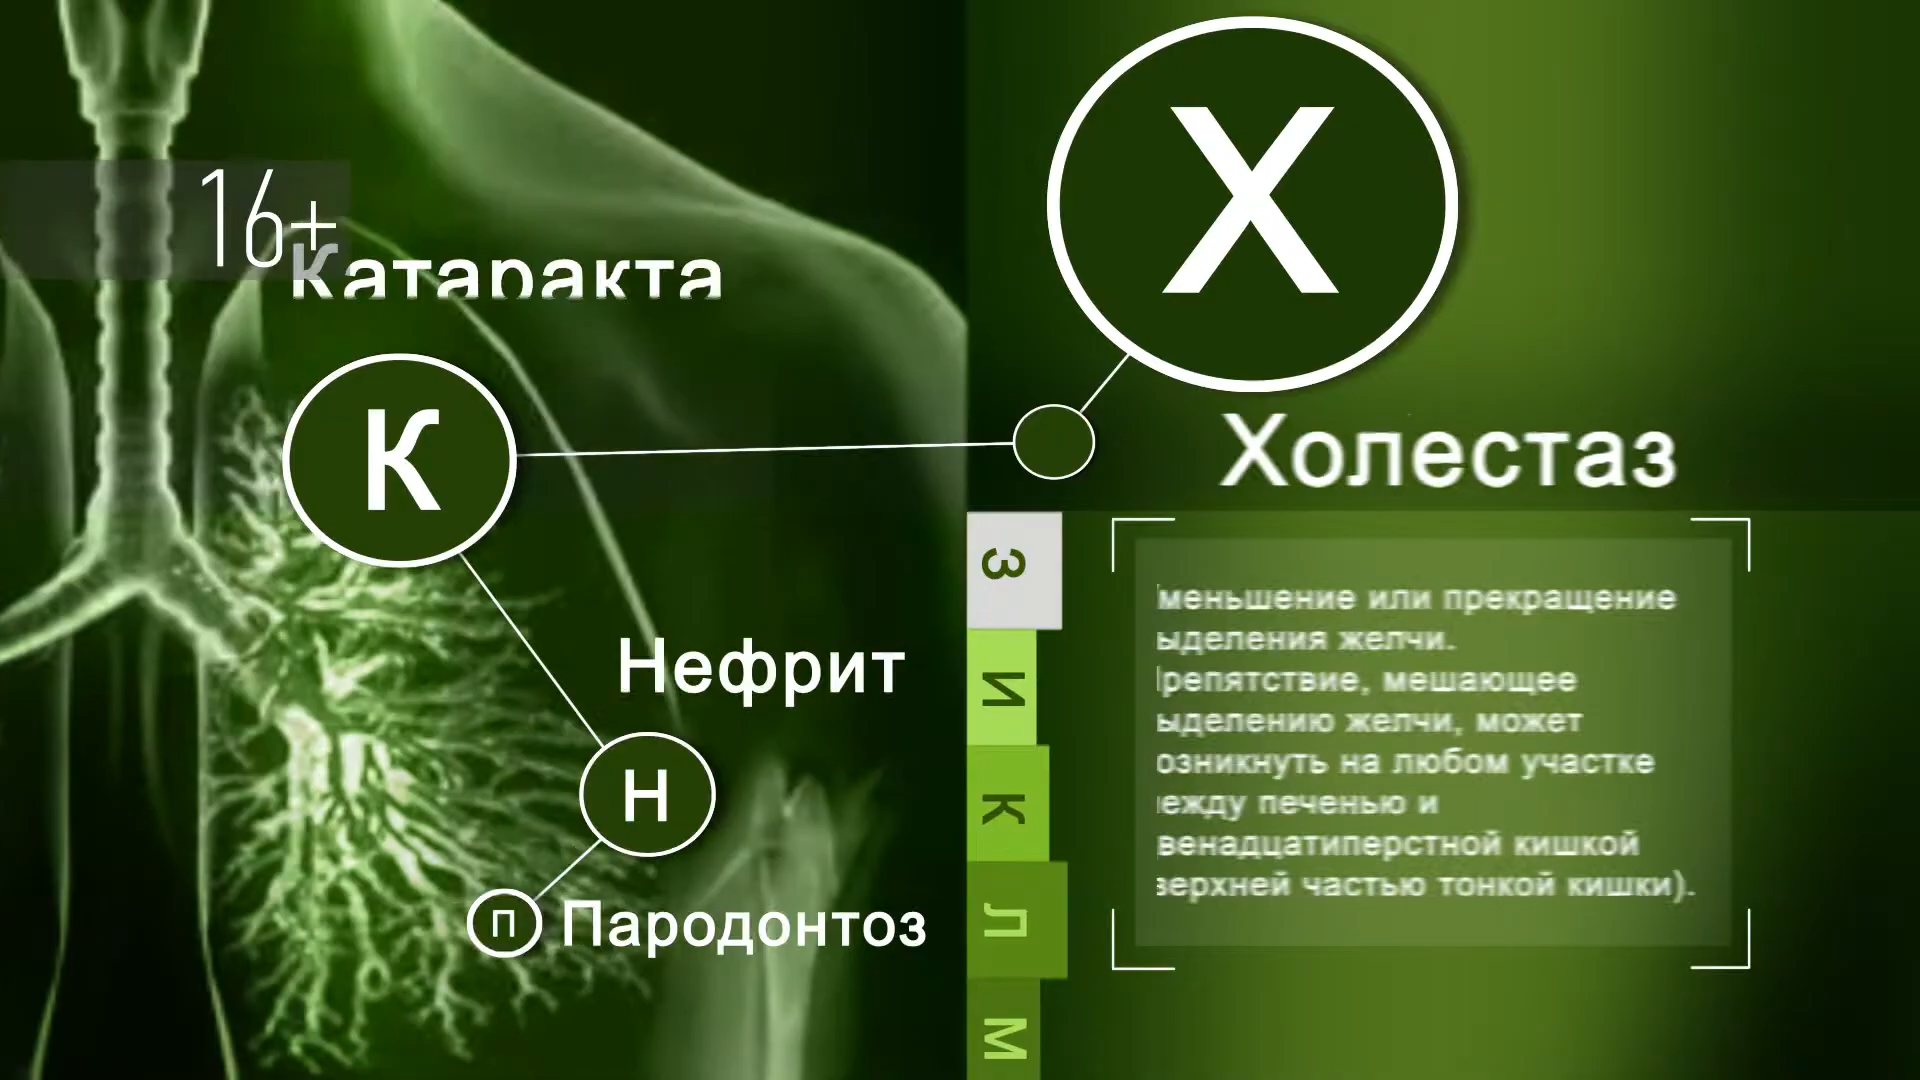 16+
Катаракта
К
Нефрит
Н
П
Пародонтоз
Х
Холестаз
З
И
К
Л
М
меньшение или прекращение
ыделения желчи.
репятствие, мешающее
ыделению желчи, может
озникнуть на любом участке
ежду печенью и
венадцатиперстной кишкой
верхней частью тонкой кишки).